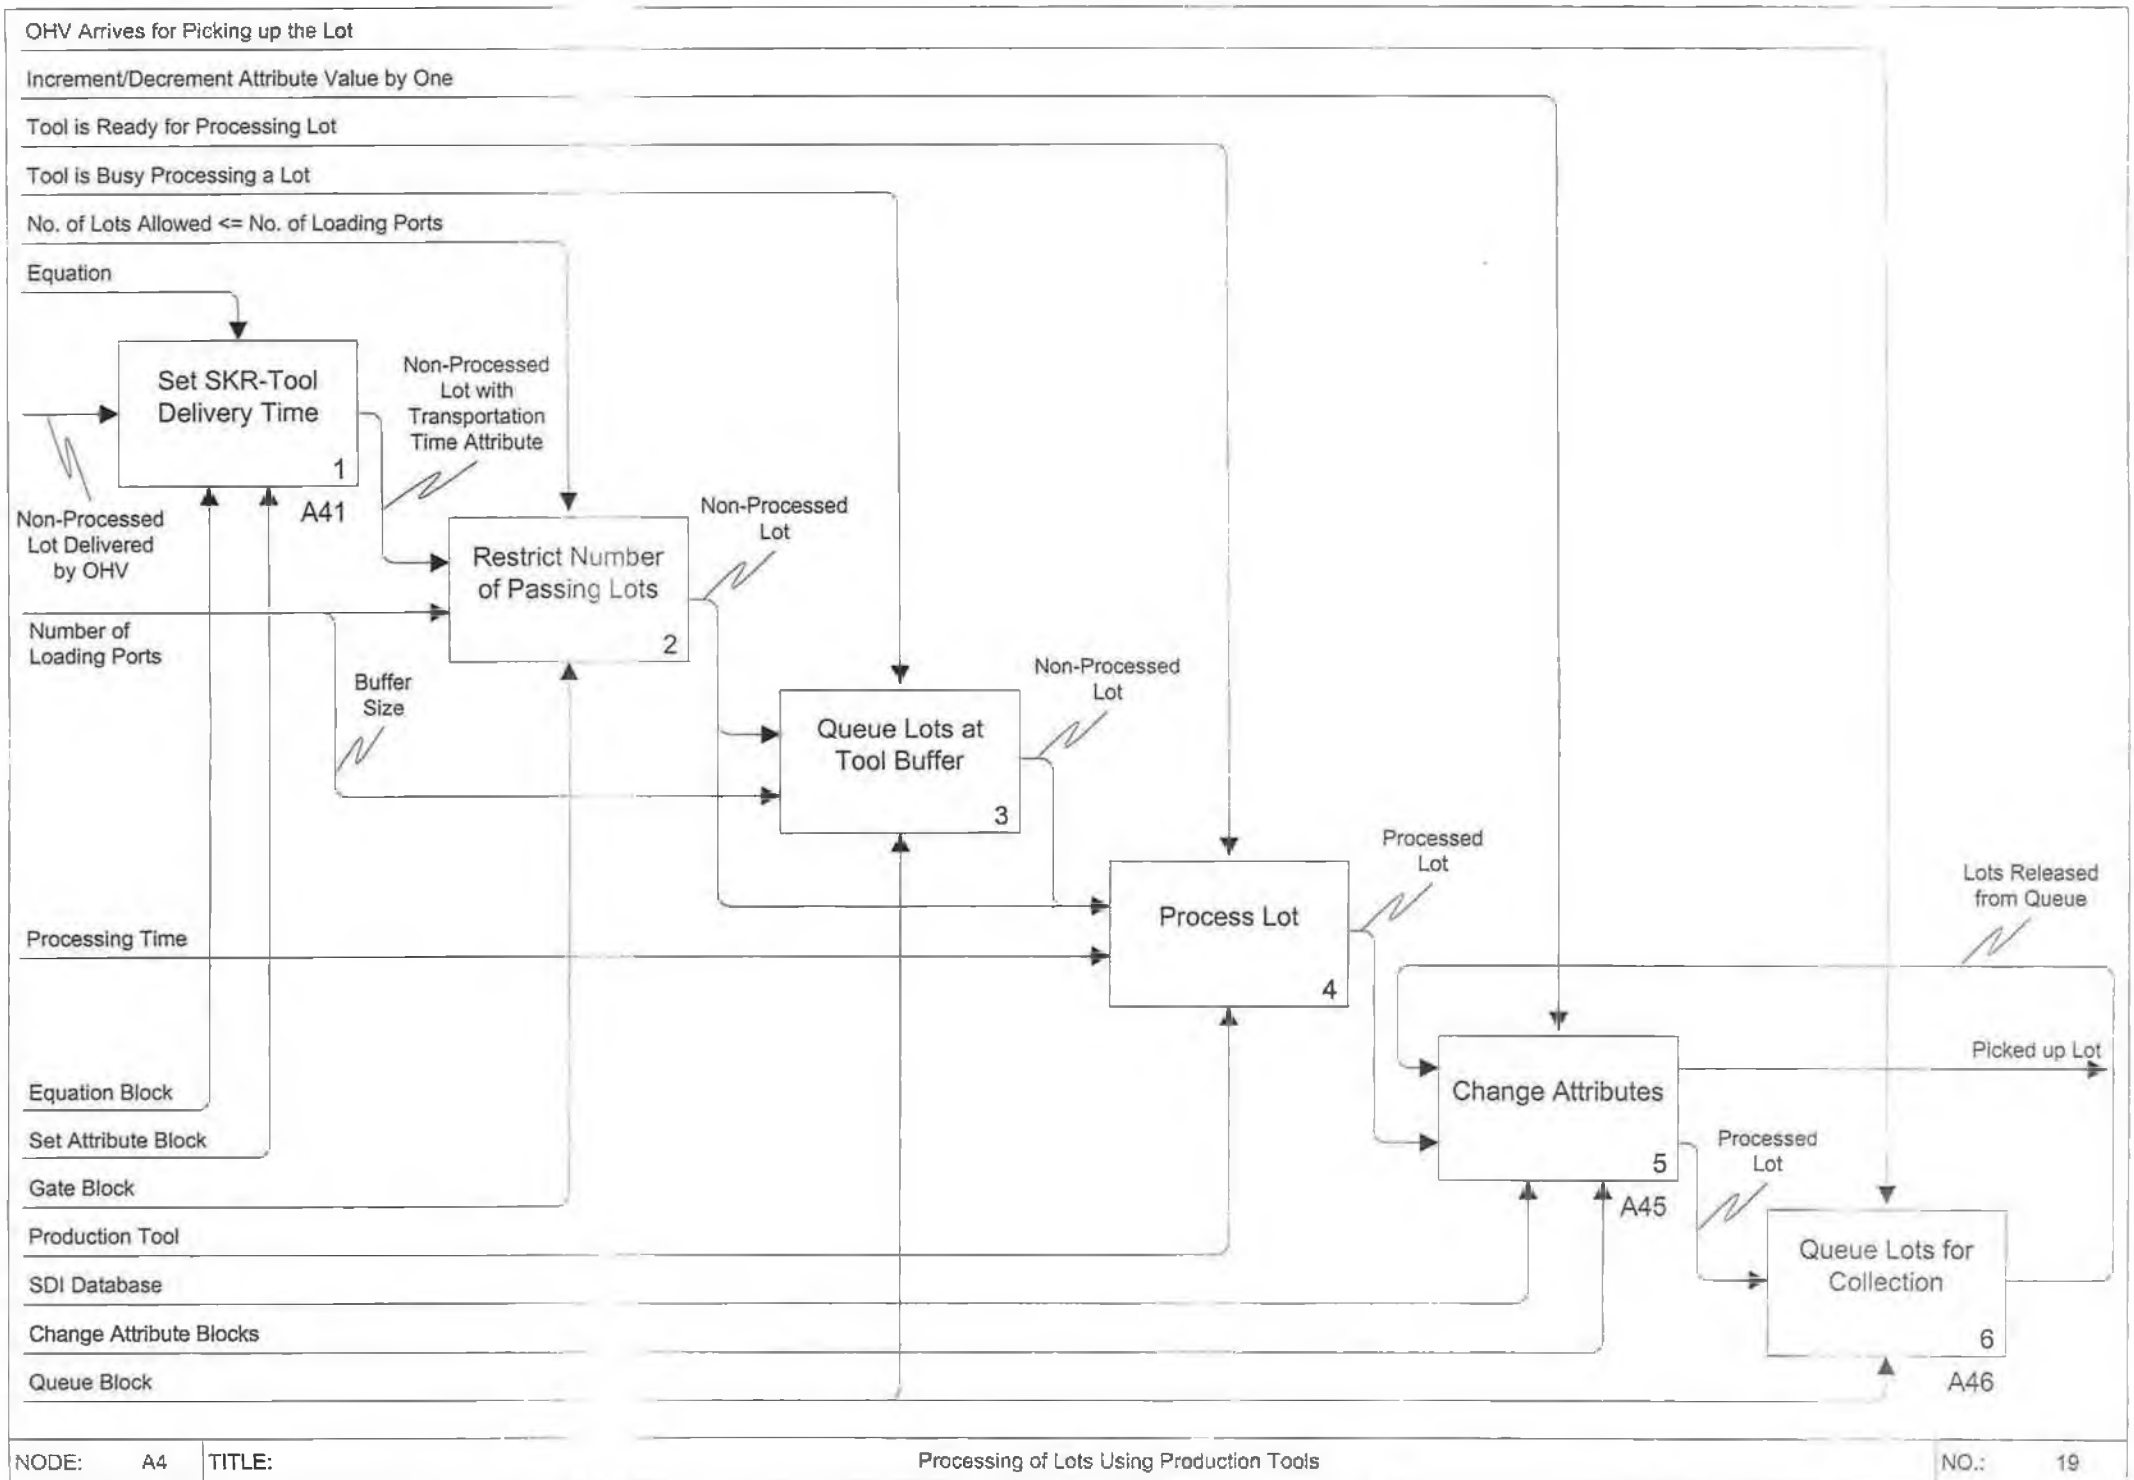 OHV Arrives for Picking up the Lot
Increment/Decrement Attribute Value by One
Tool is Ready for Processing Lot
Tool is Busy Processing a Lot
No. of Lots Allowed <= No. of Loading Ports
Equation
Set SKR-Tool
Delivery Time
1
A41
Non-Processed
Lot with
Transportation
Time Attribute
Non-Processed
Lot Delivered
by OHV
Number of
Loading Ports
Restrict Number
of Passing Lots
2
Non-Processed
Lot
Buffer
Size
Queue Lots at
Tool Buffer
3
Non-Processed
Lot
Process Lot
4
Processed
Lot
Lots Released
from Queue
Processing Time
Change Attributes
5
A45
Picked up Lot
Processed
Lot
Queue Lots for
Collection
6
A46
Equation Block
Set Attribute Block
Gate Block
Production Tool
SDI Database
Change Attribute Blocks
Queue Block
NODE: A4 TITLE: Processing of Lots Using Production Tools NO.: 19